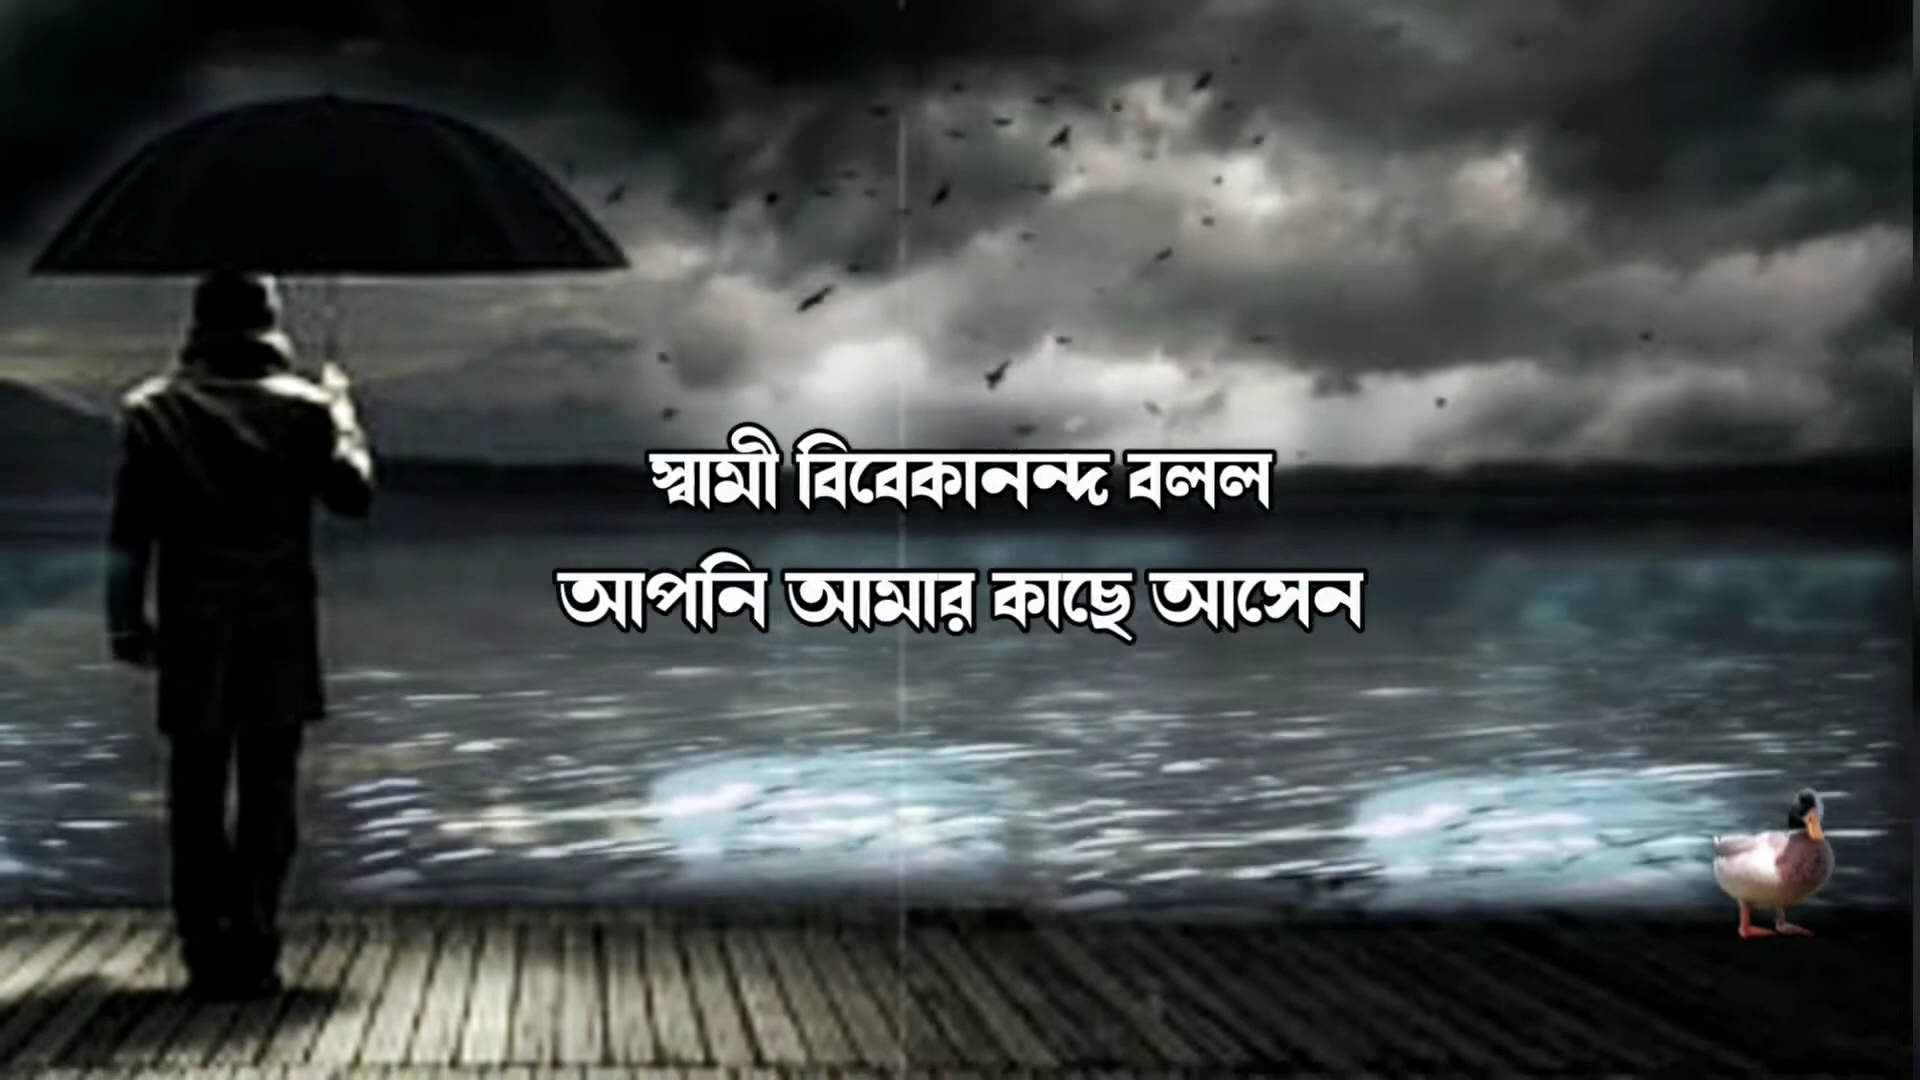 স্বামী বিবেকানন্দ বলল
আপনি আমার কাছে আসেন